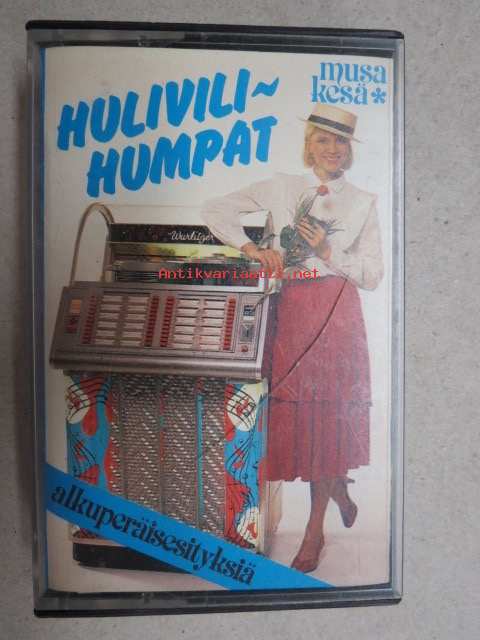 musa
kesä*
HULIVILI~
HUMPAT
Wurlitzer
Antikvariaatti.net
alkuperäisesityksiä